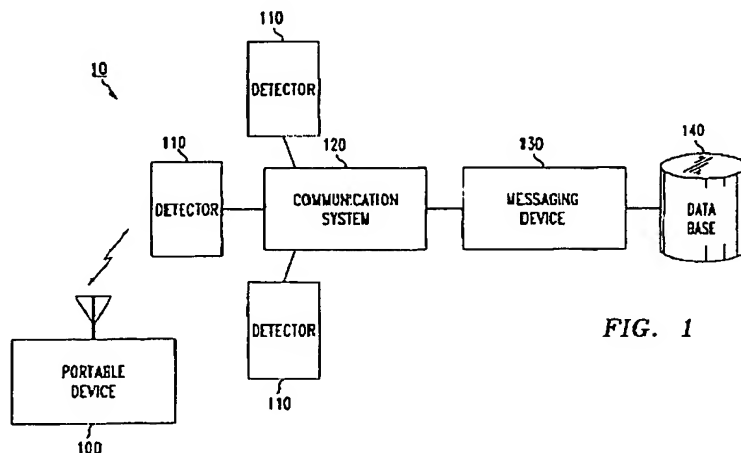 110
10
DETECTOR
110
120
130
140
DETECTOR
COMMUNICATION
SYSTEM
MESSAGING
DEVICE
DATA
BASE
DETECTOR
FIG. 1
PORTABLE
DEVICE
110
100